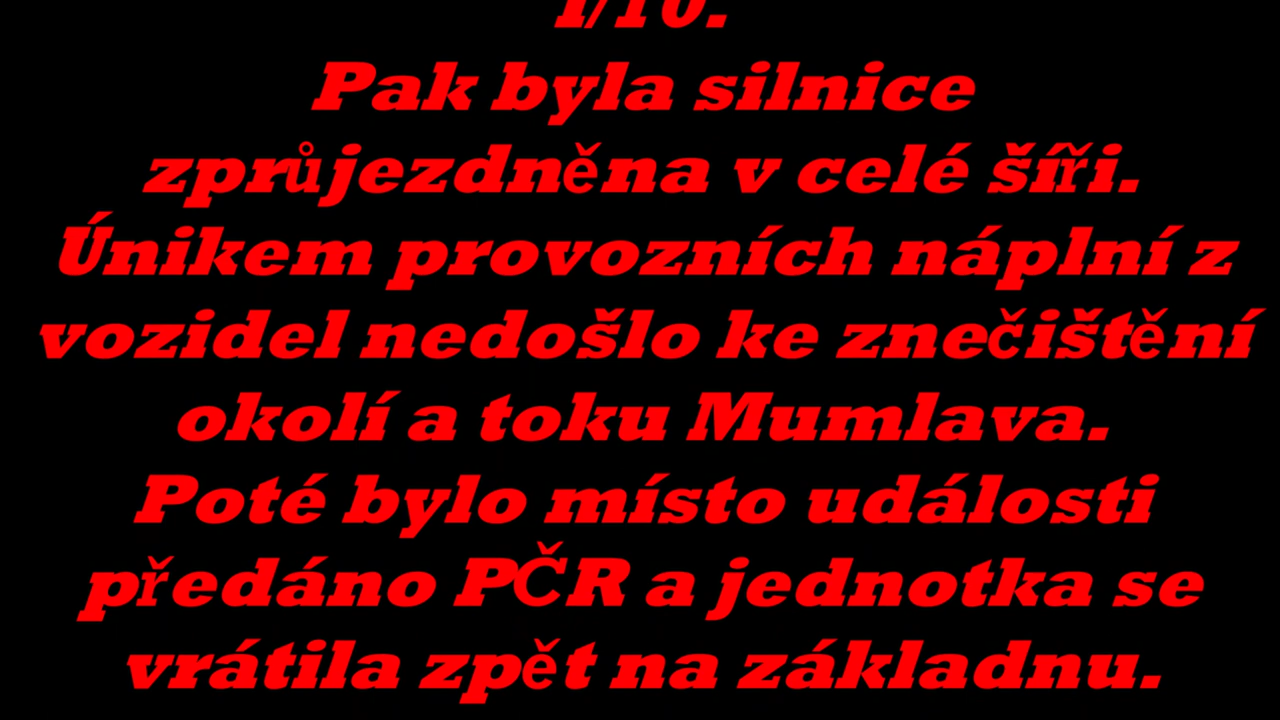 I/10.
Pak byla silnice
zprůjezdněna v celé šíři.
Únikem provozních náplní z
vozidel nedošlo ke znečištění
okolí a toku Mumlava.
Poté bylo místo události
předáno PČR a jednotka se
vrátila zpět na základnu.